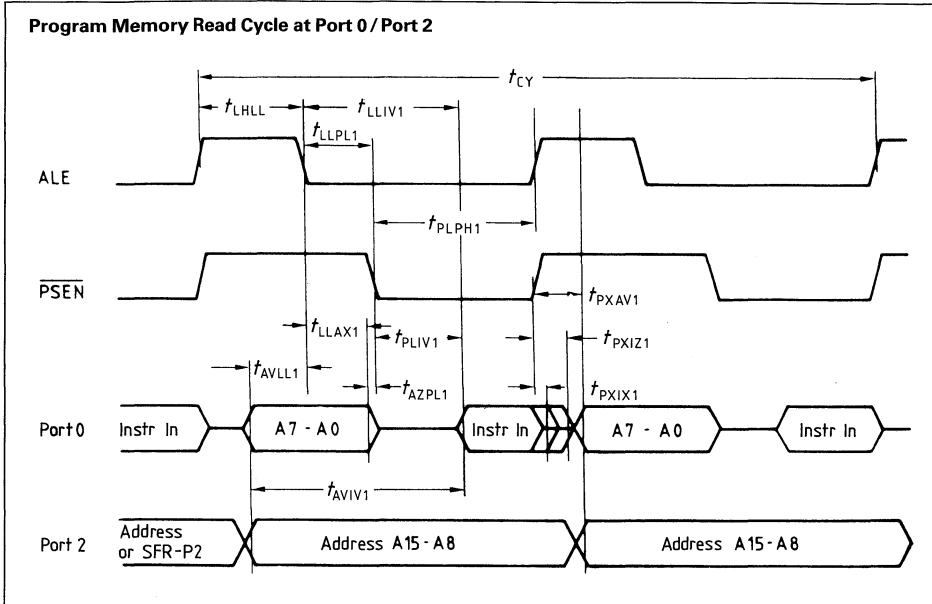 Program Memory Read Cycle at Port 0 / Port 2
tCY
tLHLL
tLLIV1
tLLPL1
ALE
tPLPH1
PSEN
tPXAV1
tLLAX1
tPLIV1
tPXIZ1
tAVLL1
tAZPL1
tPXIX1
Port 0 Instr In A7 - A0 Instr In A7 - A0 Instr In
tAVIV1
Port 2 Address or SFR-P2 Address A15 - A8 Address A15 - A8